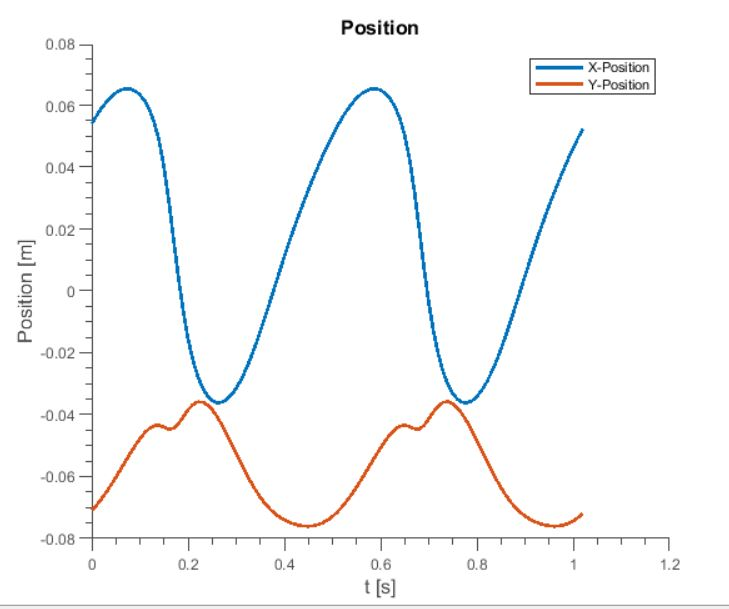 Position
X-Position
Y-Position
0.08
0.06
0.04
0.02
0
-0.02
-0.04
-0.06
-0.08
Position [m]
0 0.2 0.4 0.6 0.8 1 1.2
t [s]